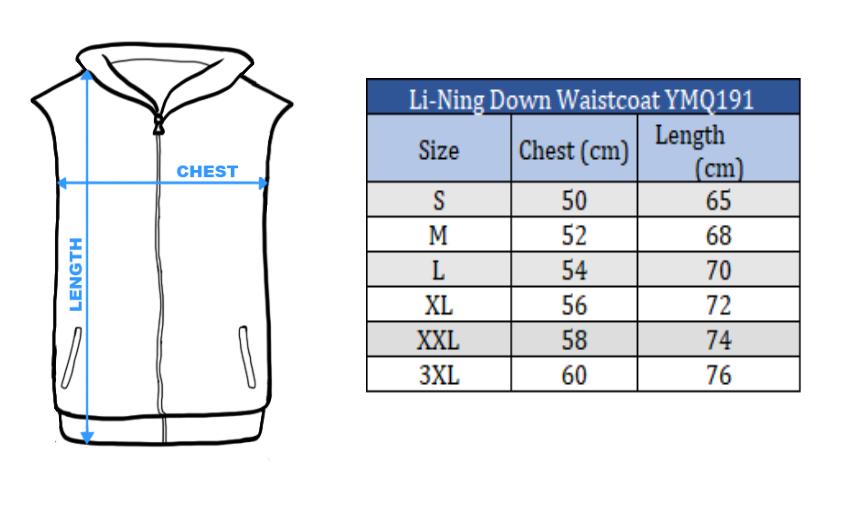 CHEST
LENGTH
Li-Ning Down Waistcoat YMQ191
Size Chest (cm) Length (cm)
S 50 65
M 52 68
L 54 70
XL 56 72
XXL 58 74
3XL 60 76